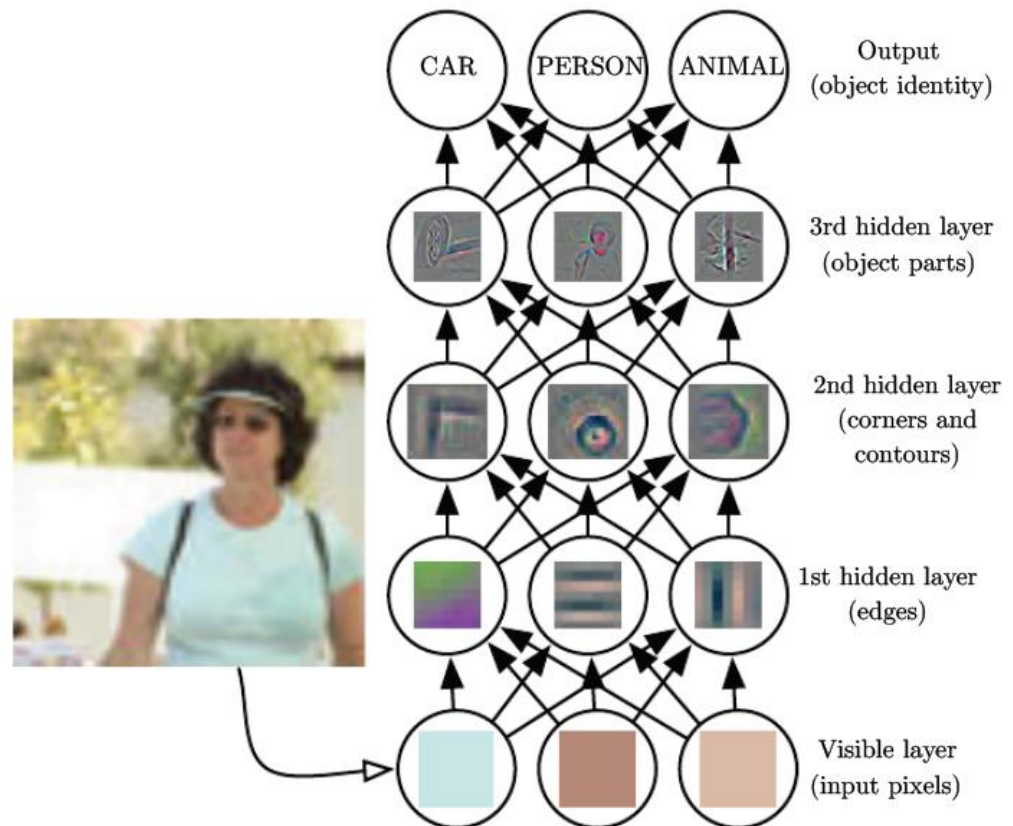 CAR PERSON ANIMAL
Output
(object identity)
3rd hidden layer
(object parts)
2nd hidden layer
(corners and
contours)
1st hidden layer
(edges)
Visible layer
(input pixels)